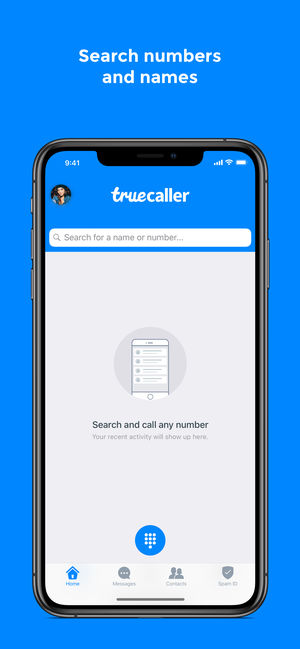 Search numbers
and names
9:41
truecaller
Search for a name or number...
Search and call any number
Your recent activity will show up here.
Home
Messages
Contacts
Spam ID